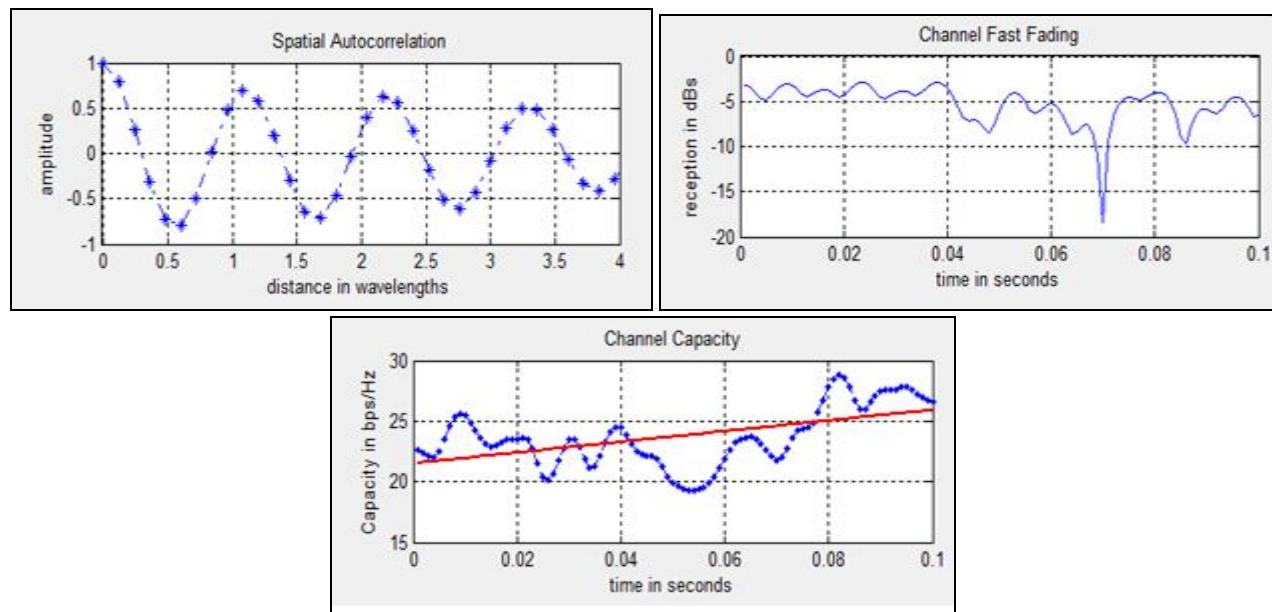 Spatial Autocorrelation
1
0.5
0
-0.5
-1
amplitude
0 0.5 1 1.5 2 2.5 3 3.5 4
distance in wavelengths
Channel Fast Fading
0
-5
-10
-15
-20
reception in dBs
0 0.02 0.04 0.06 0.08 0.1
time in seconds
Channel Capacity
30
25
20
15
Capacity in bps/Hz
0 0.02 0.04 0.06 0.08 0.1
time in seconds